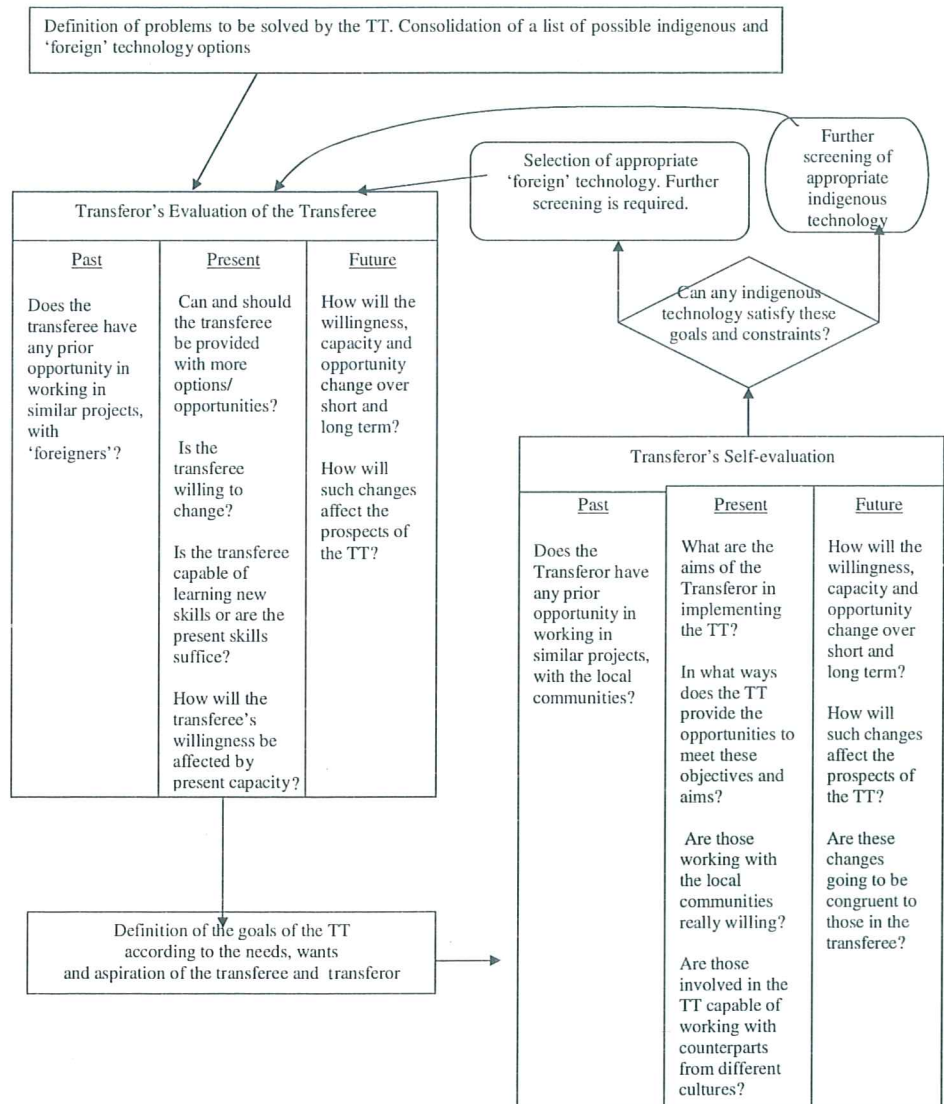 Definition of problems to be solved by the TT. Consolidation of a list of possible indigenous and
‘foreign’ technology options
Further
screening of
appropriate
indigenous
technology
Selection of appropriate
‘foreign’ technology. Further
screening is required.
Can any indigenous
technology satisfy these
goals and constraints?
Transferor’s Evaluation of the Transferee
Past
Does the
transferee have
any prior
opportunity in
working in
similar projects,
with
‘foreigners’?
Present
Can and should
the transferee
be provided
with more
options/
opportunities?
Is the
transferee
willing to
change?
Is the transferee
capable of
learning new
skills or are the
present skills
suffice?
How will the
transferee’s
willingness be
affected by
present capacity?
Future
How will the
willingness,
capacity and
opportunity
change over
short and
long term?
How will
such changes
affect the
prospects of
the TT?
Definition of the goals of the TT
according to the needs, wants
and aspiration of the transferee and transferor
Transferor’s Self-evaluation
Past
Does the
Transferor have
any prior
opportunity in
working in
similar projects,
with the local
communities?
Present
What are the
aims of the
Transferor in
implementing
the TT?
In what ways
does the TT
provide the
opportunities to
meet these
objectives and
aims?
Are those
working with
the local
communities
really willing?
Are those
involved in the
TT capable of
working with
counterparts
from different
cultures?
Future
How will the
willingness,
capacity and
opportunity
change over
short and
long term?
How will
such changes
affect the
prospects of
the TT?
Are these
changes
going to be
congruent to
those in the
transferee?